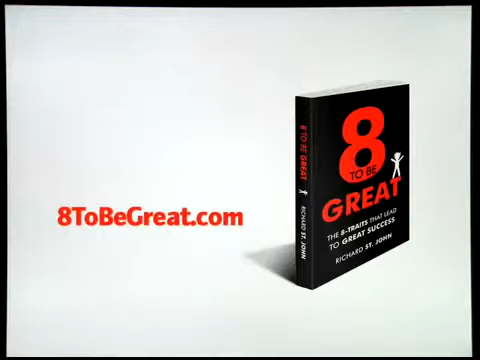 8ToBeGreat.com
8 TO BE GREAT
RICHARD ST. JOHN
8
TO BE
GREAT
THE 8-TRAITS THAT LEAD
TO GREAT SUCCESS
RICHARD ST. JOHN